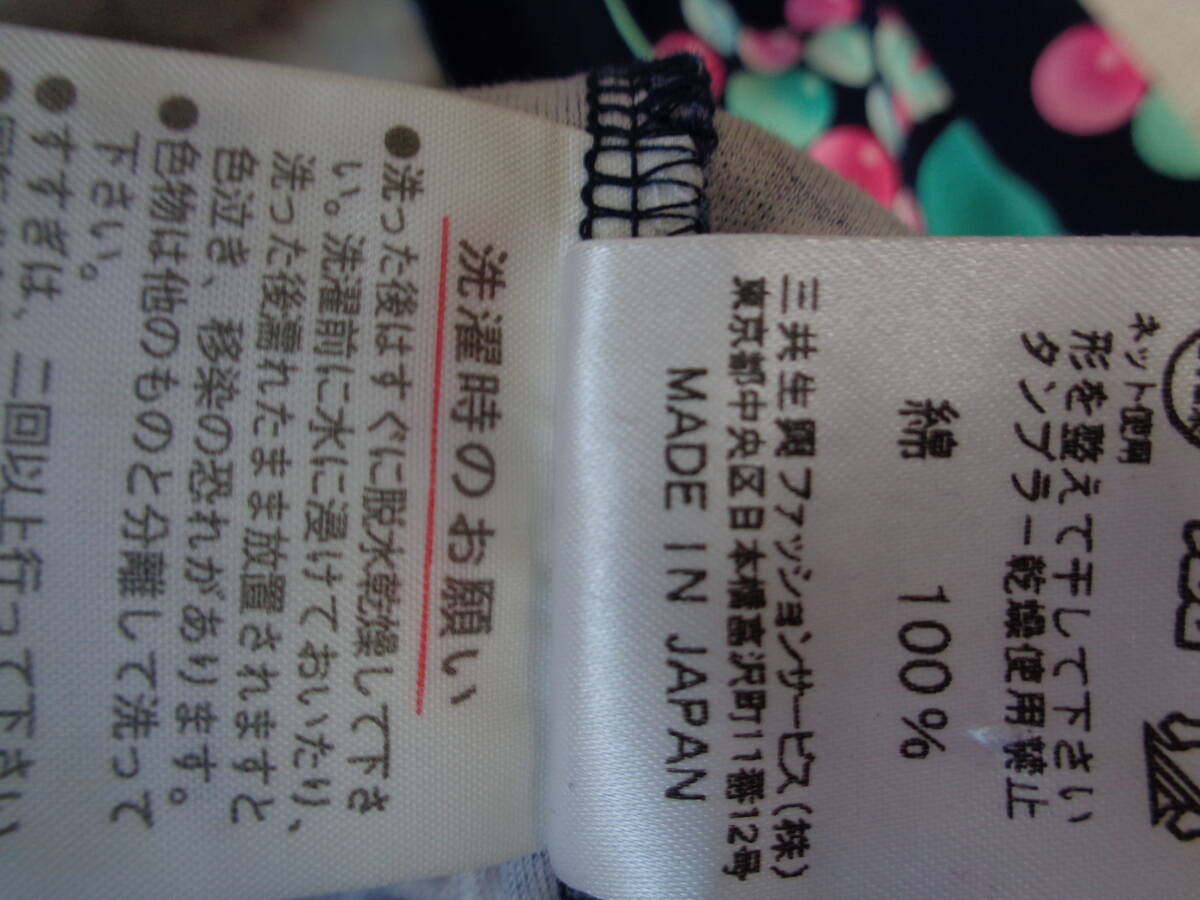 ネット使用
形を整えて干して下さい
タンブラー乾燥使用禁止
綿 100%
三共生興ファッションサービス(株)
東京都中央区日本橋富沢町11番12号
MADE IN JAPAN
洗濯時のお願い
●洗った後はすぐに脱水乾燥して下さ
い。洗濯前に水に浸けておいたり、
洗った後濡れたまま放置されますと
色泣き、移染の恐れがあります。
●色物は他のものと分離して洗って
下さい。
●すすぎは、二回以上行って下さい